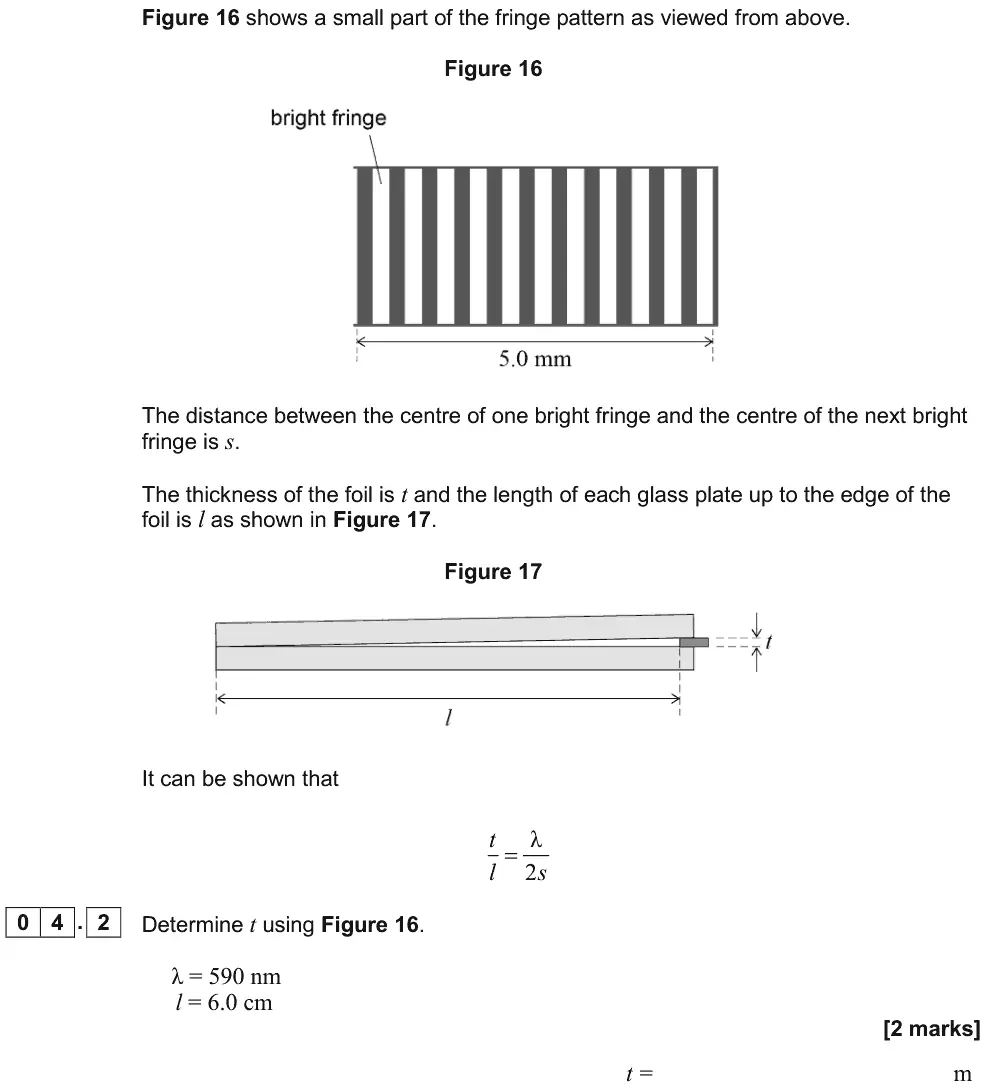 Figure 16 shows a small part of the fringe pattern as viewed from above.
Figure 16
bright fringe
5.0 mm
The distance between the centre of one bright fringe and the centre of the next bright
fringe is s.
The thickness of the foil is t and the length of each glass plate up to the edge of the
foil is l as shown in Figure 17.
Figure 17
t
l
It can be shown that
t/l = λ/2s
0 4 . 2 Determine t using Figure 16.
λ = 590 nm
l = 6.0 cm
[2 marks]
t = m